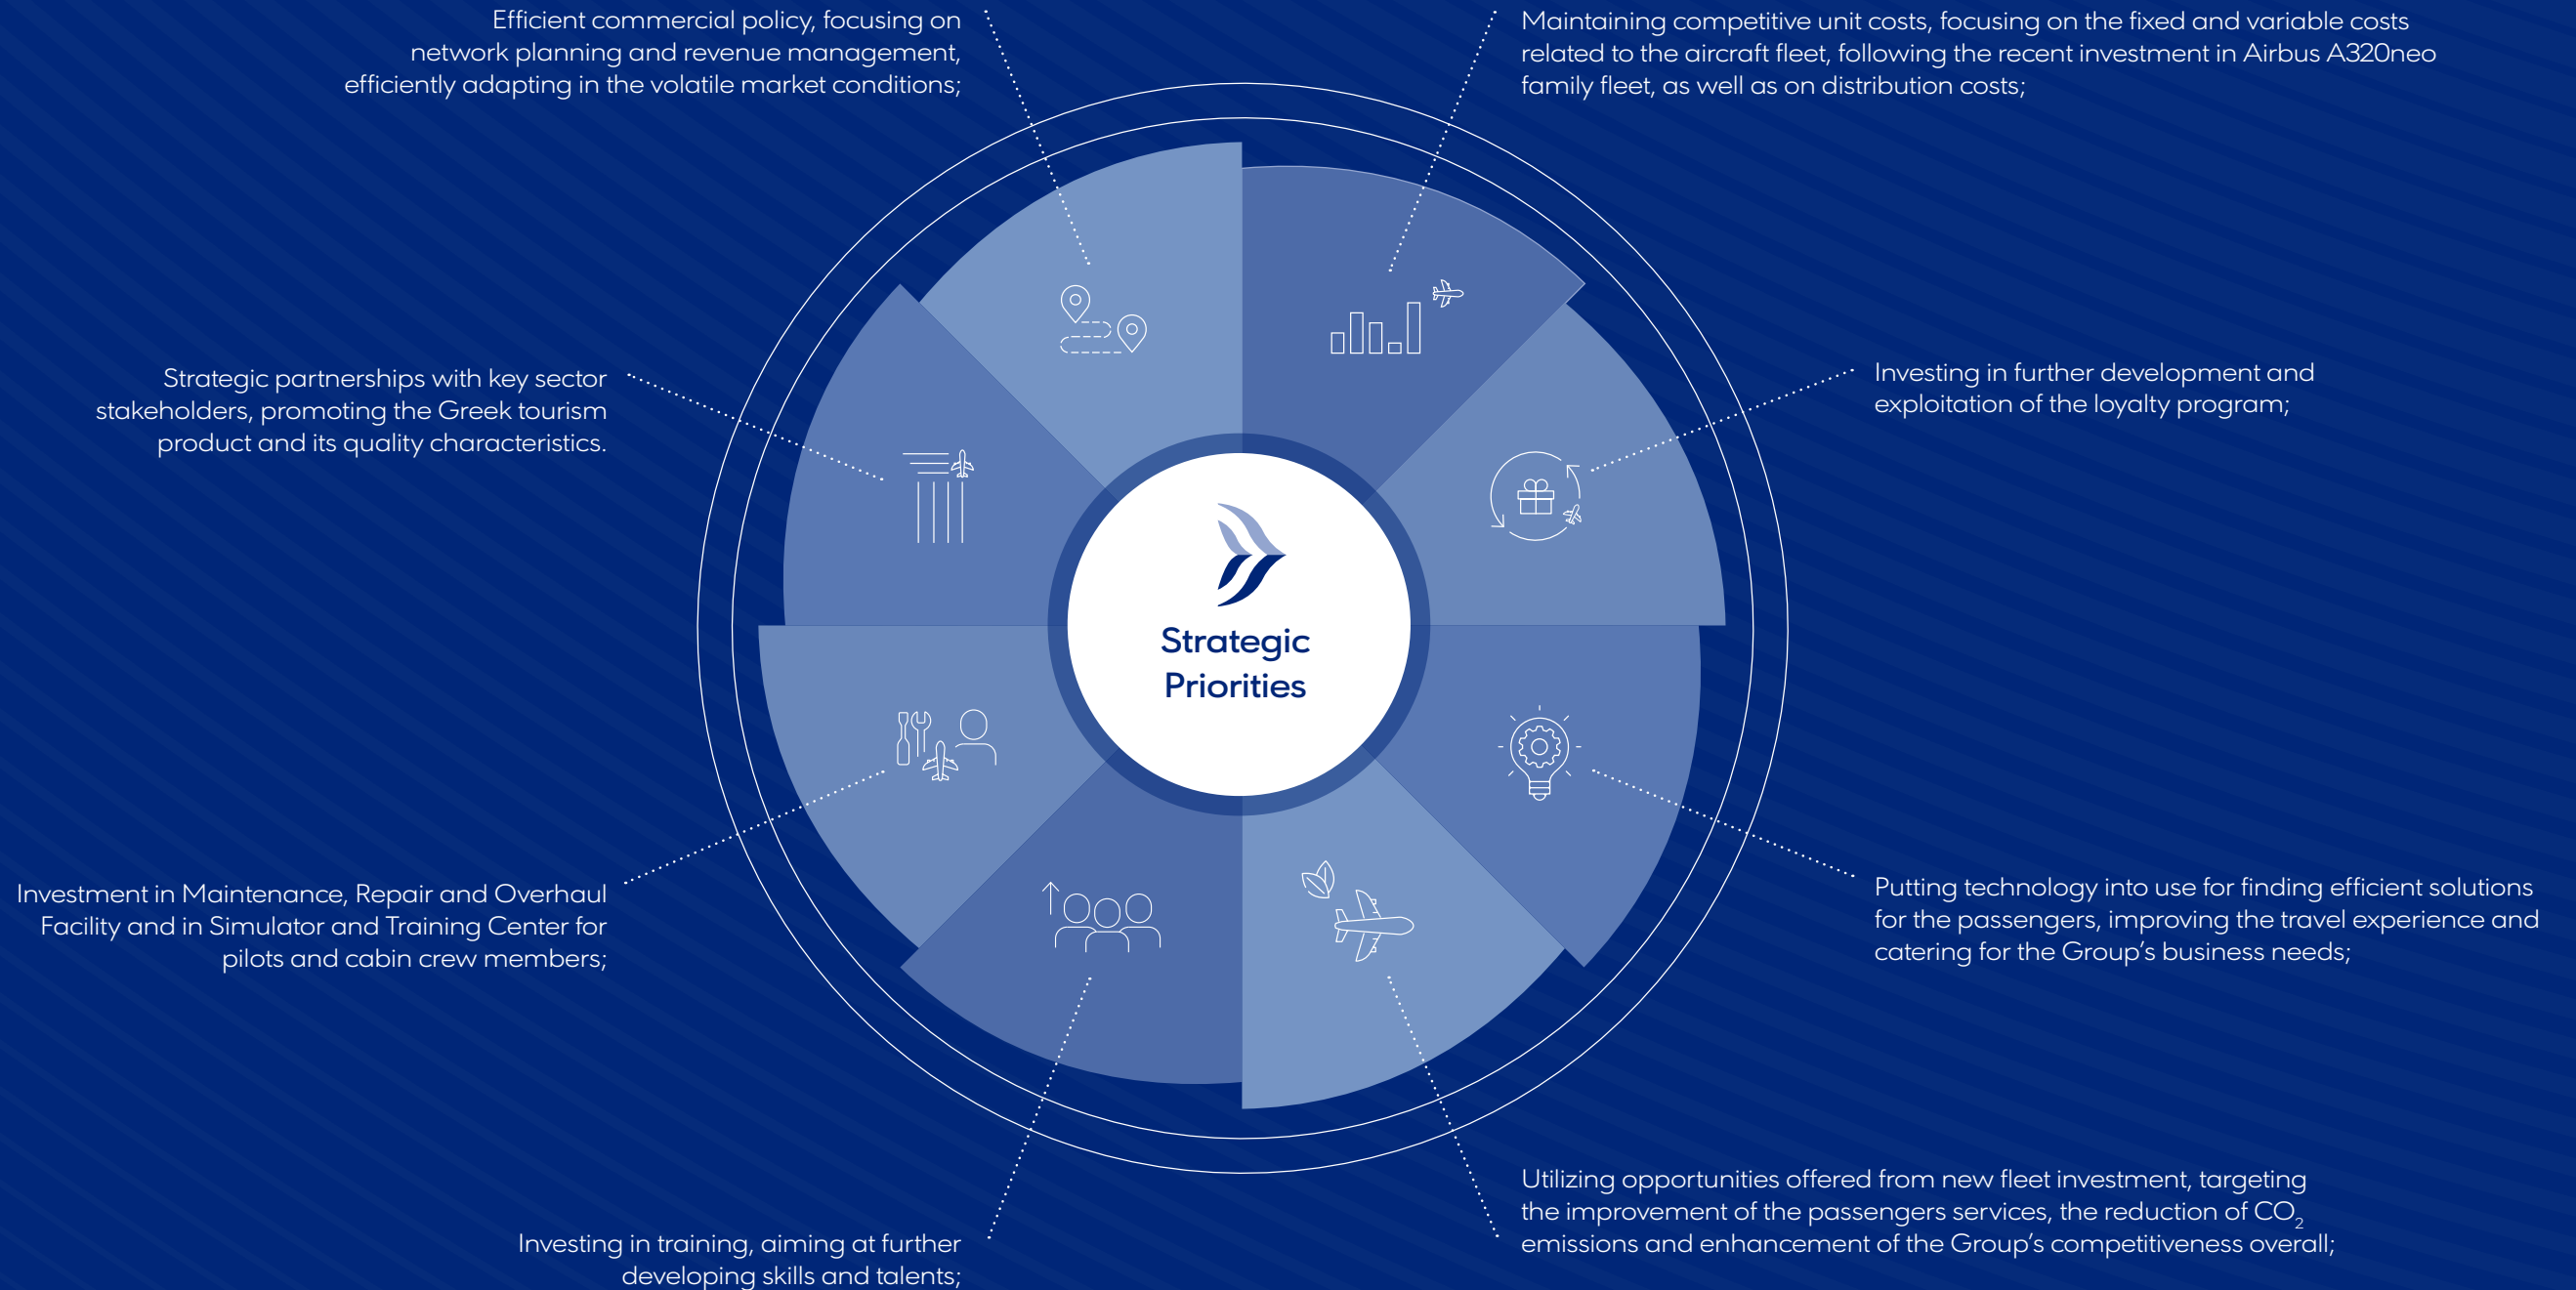 Efficient commercial policy, focusing on
network planning and revenue management,
efficiently adapting in the volatile market conditions;
Maintaining competitive unit costs, focusing on the fixed and variable costs
related to the aircraft fleet, following the recent investment in Airbus A320neo
family fleet, as well as on distribution costs;
Investing in further development and
exploitation of the loyalty program;
Putting technology into use for finding efficient solutions
for the passengers, improving the travel experience and
catering for the Group’s business needs;
Utilizing opportunities offered from new fleet investment, targeting
the improvement of the passengers services, the reduction of CO₂
emissions and enhancement of the Group’s competitiveness overall;
Investing in training, aiming at further
developing skills and talents;
Investment in Maintenance, Repair and Overhaul
Facility and in Simulator and Training Center for
pilots and cabin crew members;
Strategic partnerships with key sector
stakeholders, promoting the Greek tourism
product and its quality characteristics.
Strategic
Priorities